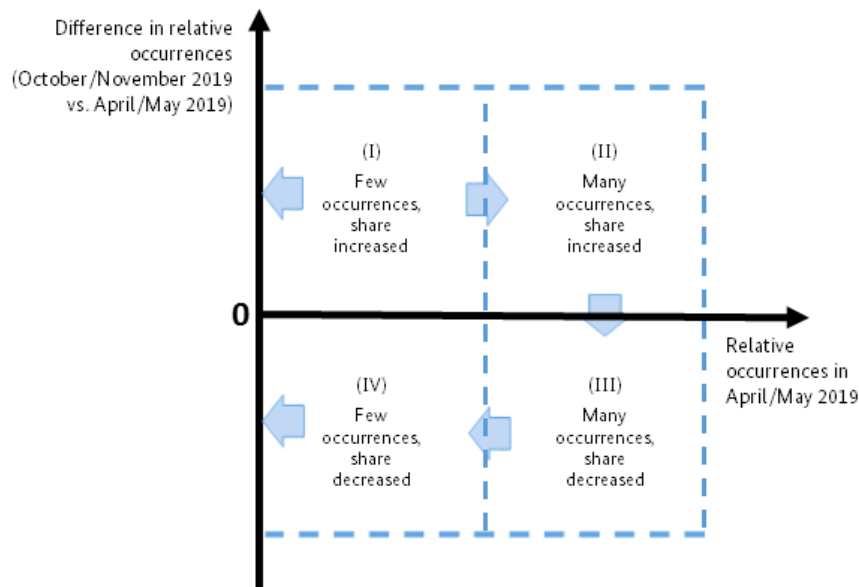 Difference in relative
occurrences
(October/November 2019
vs. April/May 2019)
(I)
Few
occurrences,
share
increased
(II)
Many
occurrences,
share
increased
0
Relative
occurrences in
April/May 2019
(IV)
Few
occurrences,
share
decreased
(III)
Many
occurrences,
share
decreased